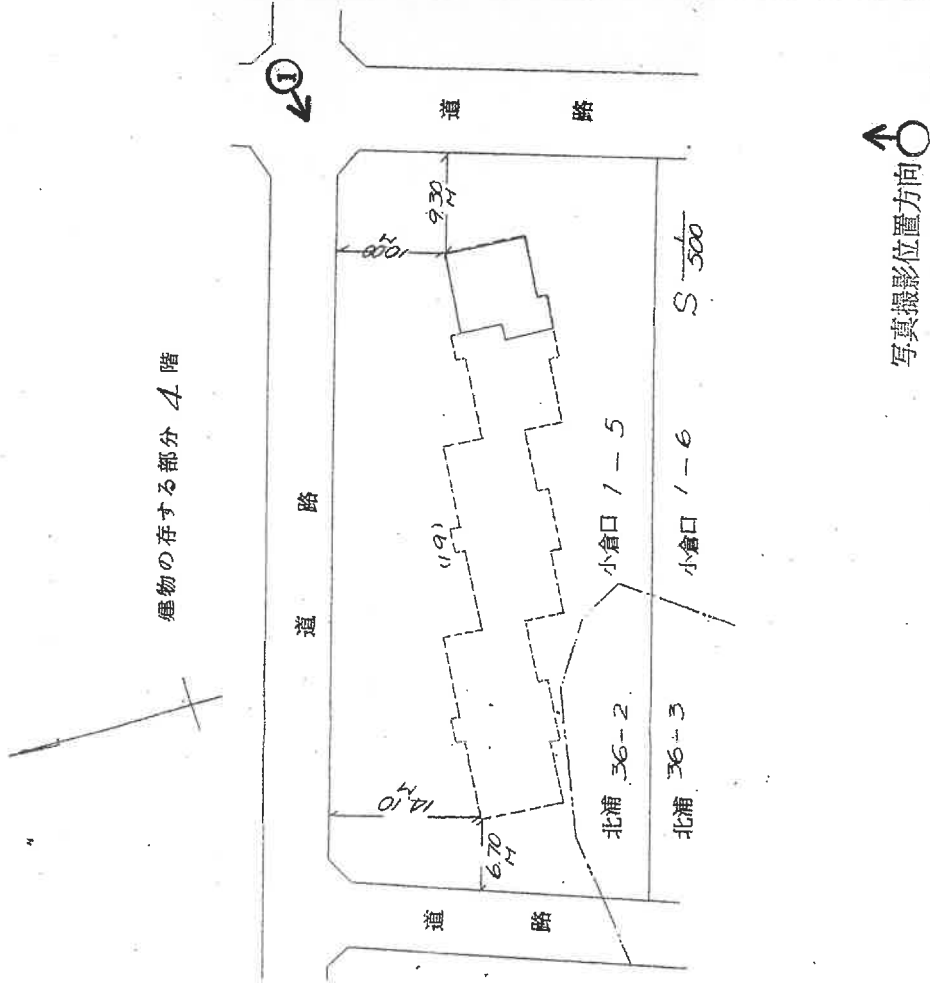 建物の存する部分 4 階
①
道路
道路
10.00 M
9.30 M
(19)
14.10 M
6.70 M
道路
小倉口 1-5
小倉口 1-6
北浦 36-2
北浦 36-3
S 1/500
写真撮影位置方向